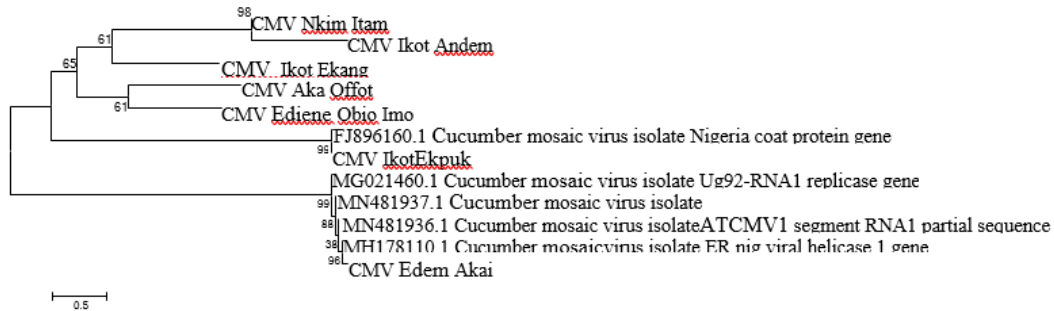 98
CMV Nkim Itam
CMV Ikot Andem
61
65
CMV Ikot Ekang
CMV Aka Offot
61
CMV Ediene Obio Imo
FJ896160.1 Cucumber mosaic virus isolate Nigeria coat protein gene
99
CMV IkotEkpuk
MG021460.1 Cucumber mosaic virus isolate Ug92-RNA1 replicase gene
99
MN481937.1 Cucumber mosaic virus isolate
88
MN481936.1 Cucumber mosaic virus isolateATCMV1 segment RNA1 partial sequence
38
MH178110.1 Cucumber mosaicvirus isolate ER nig viral helicase 1 gene
96
CMV Edem Akai
0.5